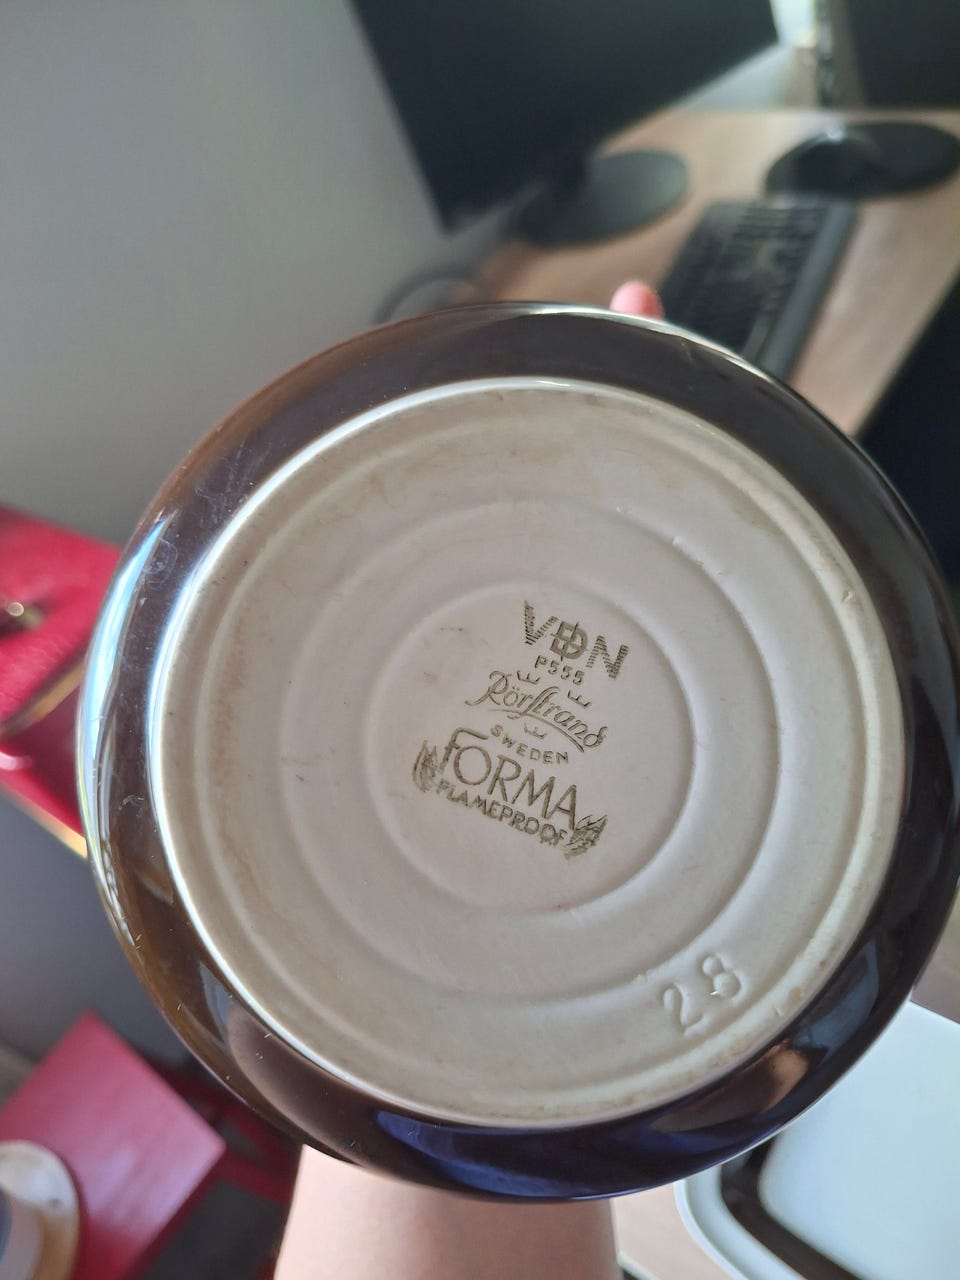 VDN
P555
Rörstrand
SWEDEN
FORMA
FLAMEPROOF
28